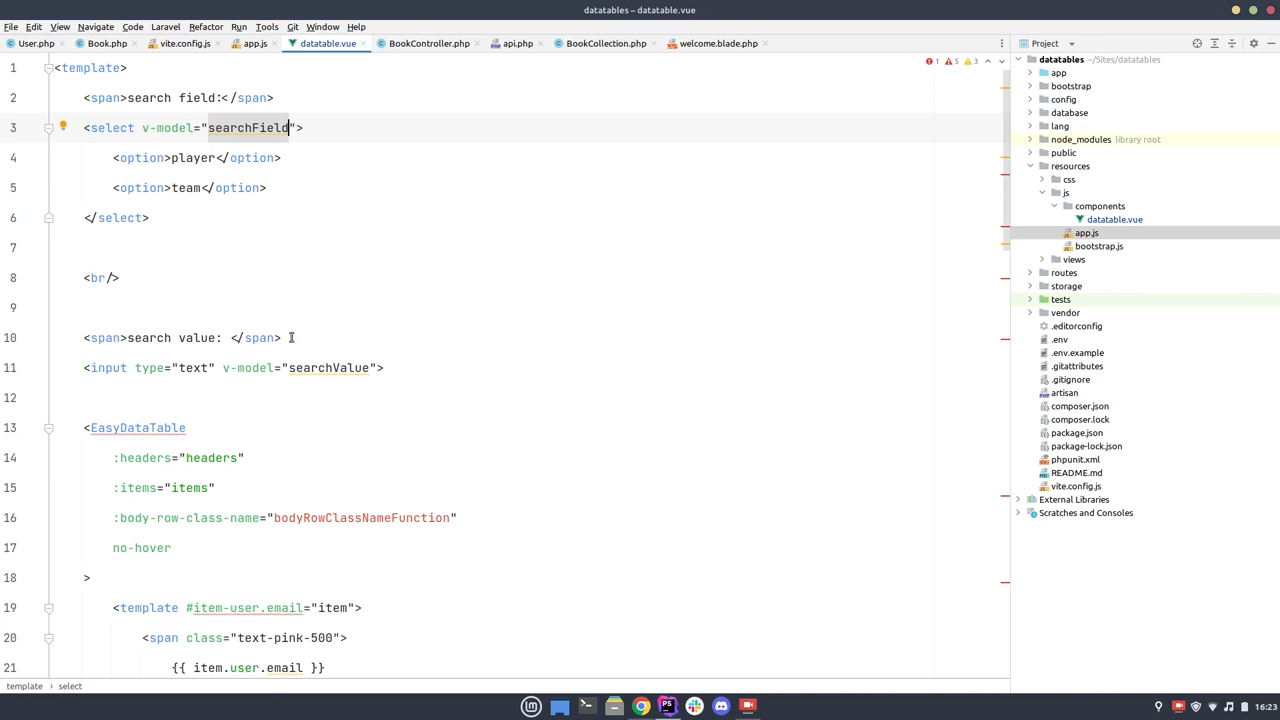 datatables – datatable.vue
File Edit View Navigate Code Laravel Refactor Run Tools Git Window Help
User.php Book.php vite.config.js app.js datatable.vue BookController.php api.php BookCollection.php welcome.blade.php
Project
1 5 3
1 <template>
2 <span>search field:</span>
3 <select v-model="searchField">
4 <option>player</option>
5 <option>team</option>
6 </select>
7
8 <br/>
9
10 <span>search value: </span>
11 <input type="text" v-model="searchValue">
12
13 <EasyDataTable
14 :headers="headers"
15 :items="items"
16 :body-row-class-name="bodyRowClassNameFunction"
17 no-hover
18 >
19 <template #item-user.email="item">
20 <span class="text-pink-500">
21 {{ item.user.email }}
datatables ~/Sites/datatables
app
bootstrap
config
database
lang
node_modules library root
public
resources
css
js
components
datatable.vue
app.js
bootstrap.js
views
routes
storage
tests
vendor
.editorconfig
.env
.env.example
.gitattributes
.gitignore
artisan
composer.json
composer.lock
package.json
package-lock.json
phpunit.xml
README.md
vite.config.js
External Libraries
Scratches and Consoles
template select
16:23